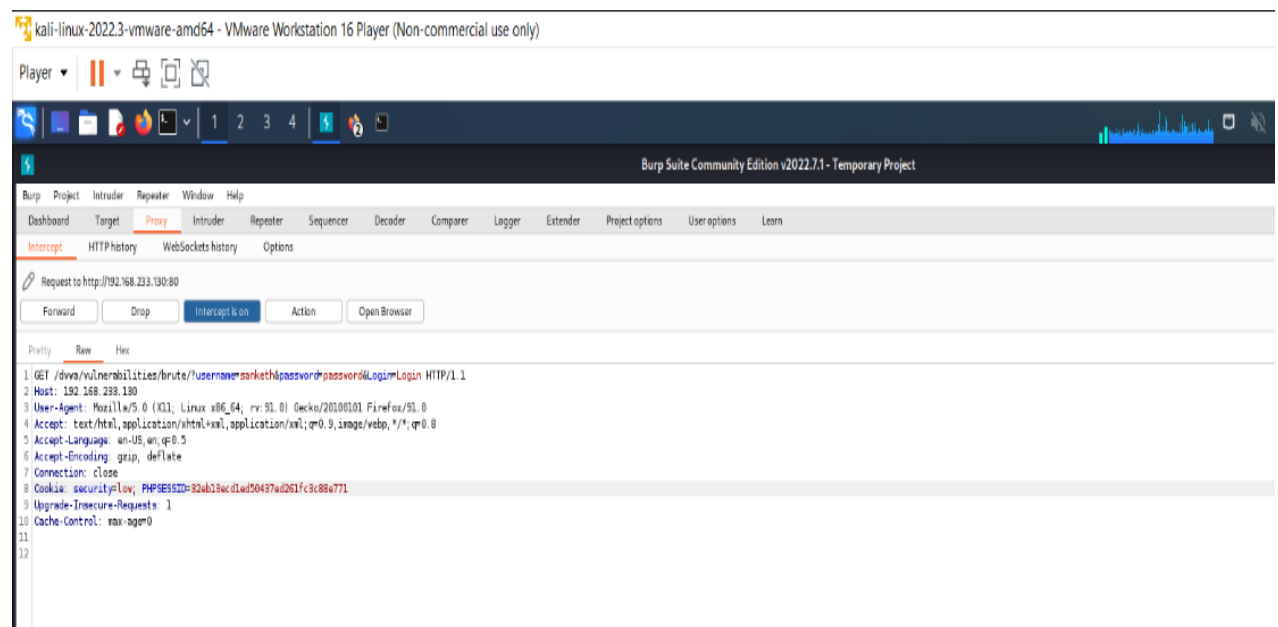 kali-linux-2022.3-vmware-amd64 - VMware Workstation 16 Player (Non-commercial use only)
Player
1 2 3 4
Burp Suite Community Edition v2022.7.1 - Temporary Project
Burp Project Intruder Repeater Window Help
Dashboard Target Proxy Intruder Repeater Sequencer Decoder Comparer Logger Extender Project options User options Learn
Intercept HTTP history WebSockets history Options
Request to http://192.168.233.130:80
Forward Drop Intercept is on Action Open Browser
Pretty Raw Hex
1 GET /dvwa/vulnerabilities/brute/?username=sanketh&password=password&Login=Login HTTP/1.1
2 Host: 192.168.233.130
3 User-Agent: Mozilla/5.0 (X11; Linux x86_64; rv:91.0) Gecko/20100101 Firefox/91.0
4 Accept: text/html,application/xhtml+xml,application/xml;q=0.9,image/webp,*/*;q=0.8
5 Accept-Language: en-US,en;q=0.5
6 Accept-Encoding: gzip, deflate
7 Connection: close
8 Cookie: security=low; PHPSESSID=32eb13ecd1ed50437ed261fc3c88e771
9 Upgrade-Insecure-Requests: 1
10 Cache-Control: max-age=0
11
12